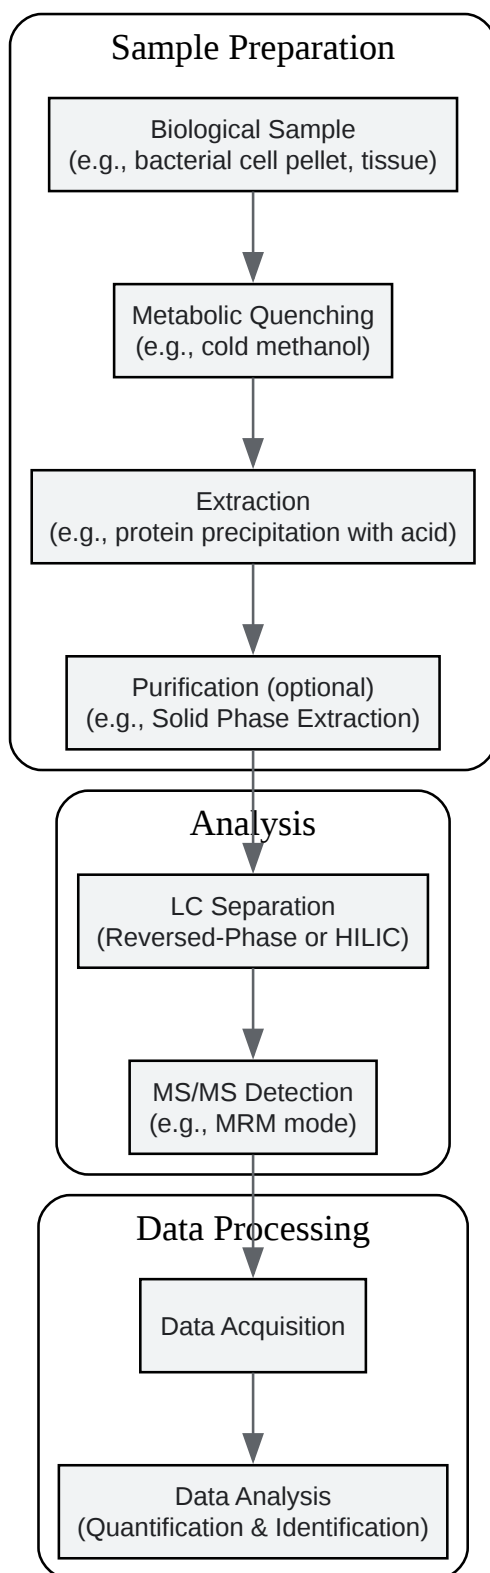 Sample Preparation
Biological Sample
(e.g., bacterial cell pellet, tissue)
Metabolic Quenching
(e.g., cold methanol)
Extraction
(e.g., protein precipitation with acid)
Purification (optional)
(e.g., Solid Phase Extraction)
Analysis
LC Separation
(Reversed-Phase or HILIC)
MS/MS Detection
(e.g., MRM mode)
Data Processing
Data Acquisition
Data Analysis
(Quantification & Identification)